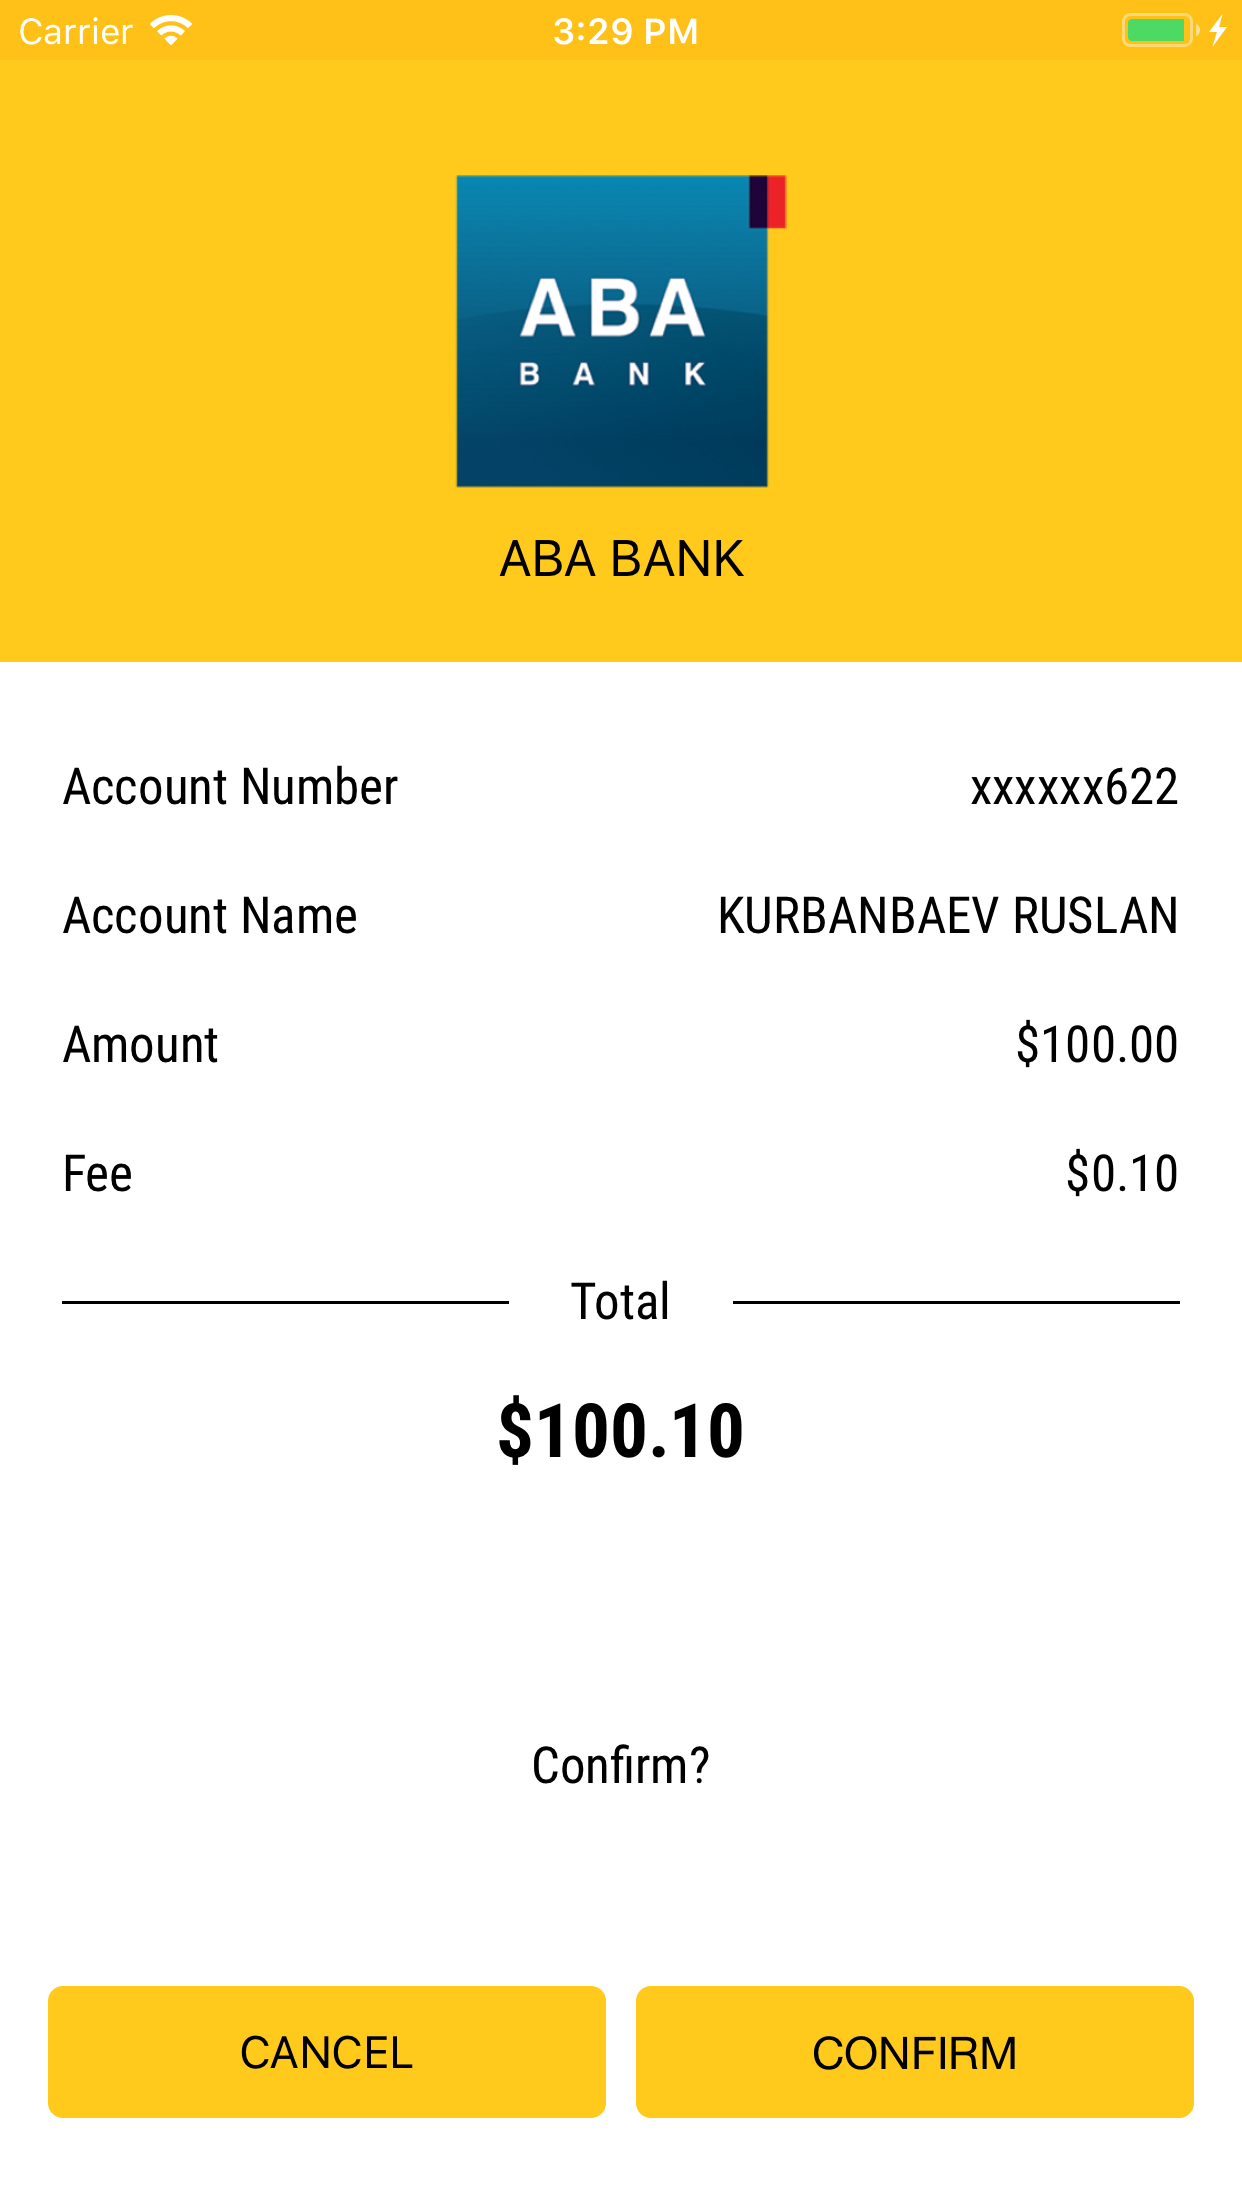 Carrier 3:29 PM
ABA
BANK
ABA BANK
Account Number xxxxxx622
Account Name KURBANBAEV RUSLAN
Amount $100.00
Fee $0.10
Total
$100.10
Confirm?
CANCEL CONFIRM